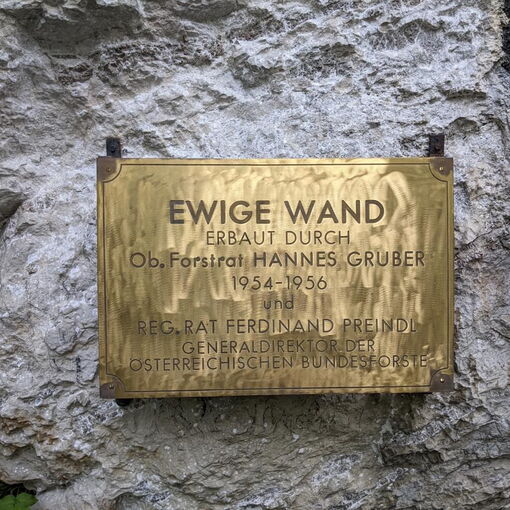 EWIGE WAND
ERBAUT DURCH
Ob. Forstrat HANNES GRUBER
1954-1956
und
REG. RAT FERDINAND PREINDL
GENERALDIREKTOR DER
ÖSTERREICHISCHEN BUNDESFORSTE